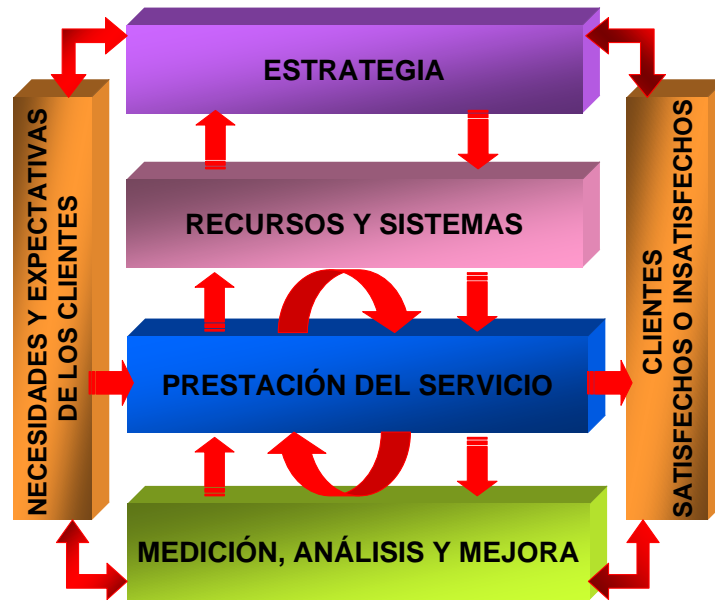 ESTRATEGIA
RECURSOS Y SISTEMAS
PRESTACIÓN DEL SERVICIO
MEDICIÓN, ANÁLISIS Y MEJORA
NECESIDADES Y EXPECTATIVAS
DE LOS CLIENTES
CLIENTES
SATISFECHOS O INSATISFECHOS